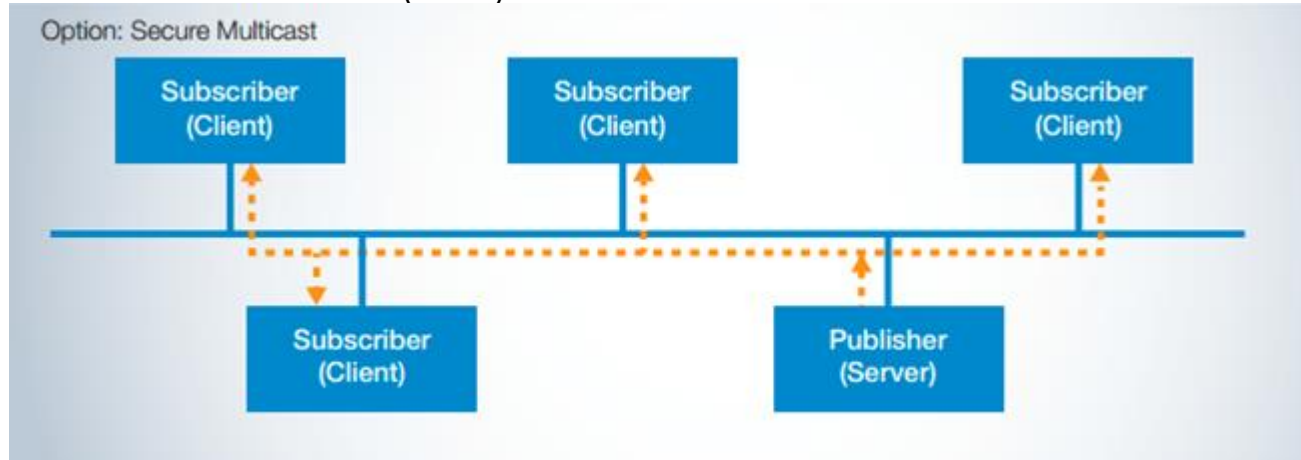 Option: Secure Multicast
Subscriber
(Client)
Subscriber
(Client)
Subscriber
(Client)
Subscriber
(Client)
Publisher
(Server)